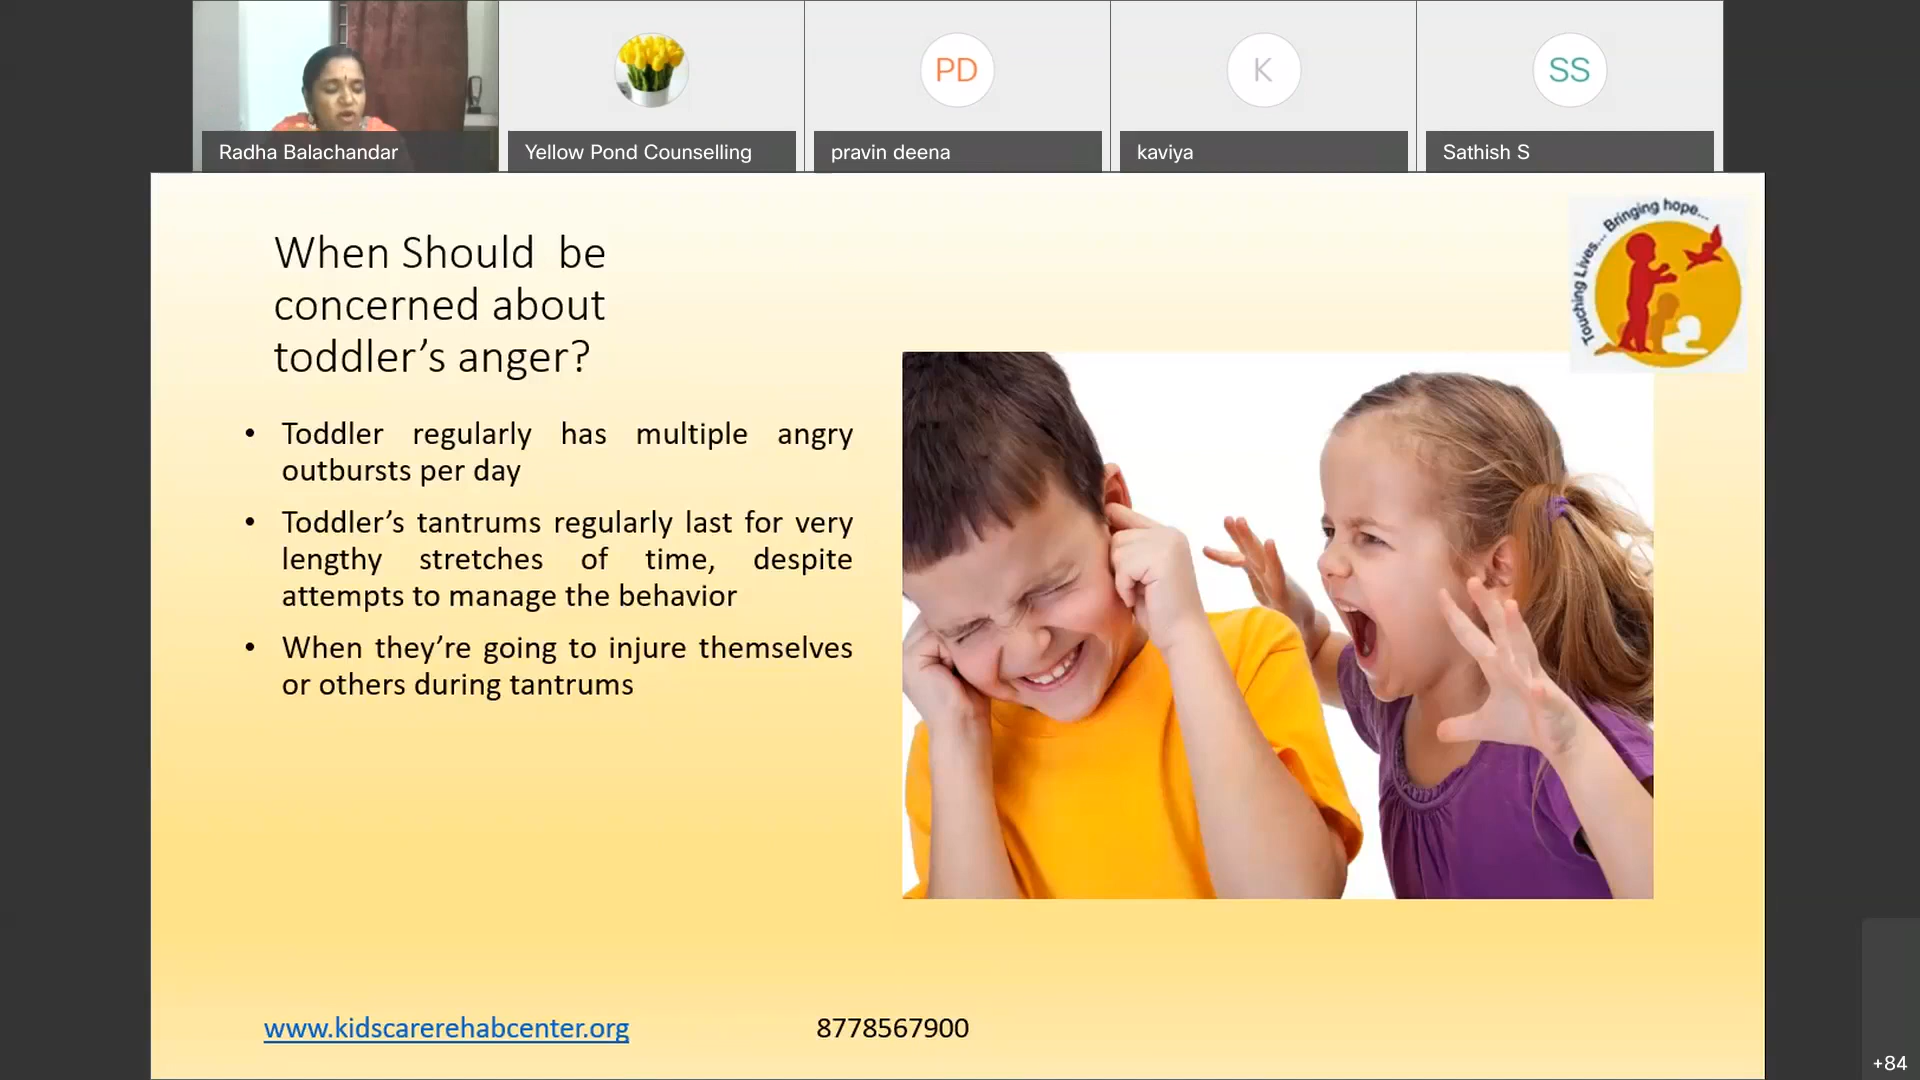 PD
K
SS
Radha Balachandar
Yellow Pond Counselling
pravin deena
kaviya
Sathish S
Touching Lives... Bringing hope...
When Should  be
concerned about
toddler’s anger?
• Toddler regularly has multiple angry
outbursts per day
• Toddler’s tantrums regularly last for very
lengthy stretches of time, despite
attempts to manage the behavior
• When they’re going to injure themselves
or others during tantrums
www.kidscarerehabcenter.org
8778567900
+84